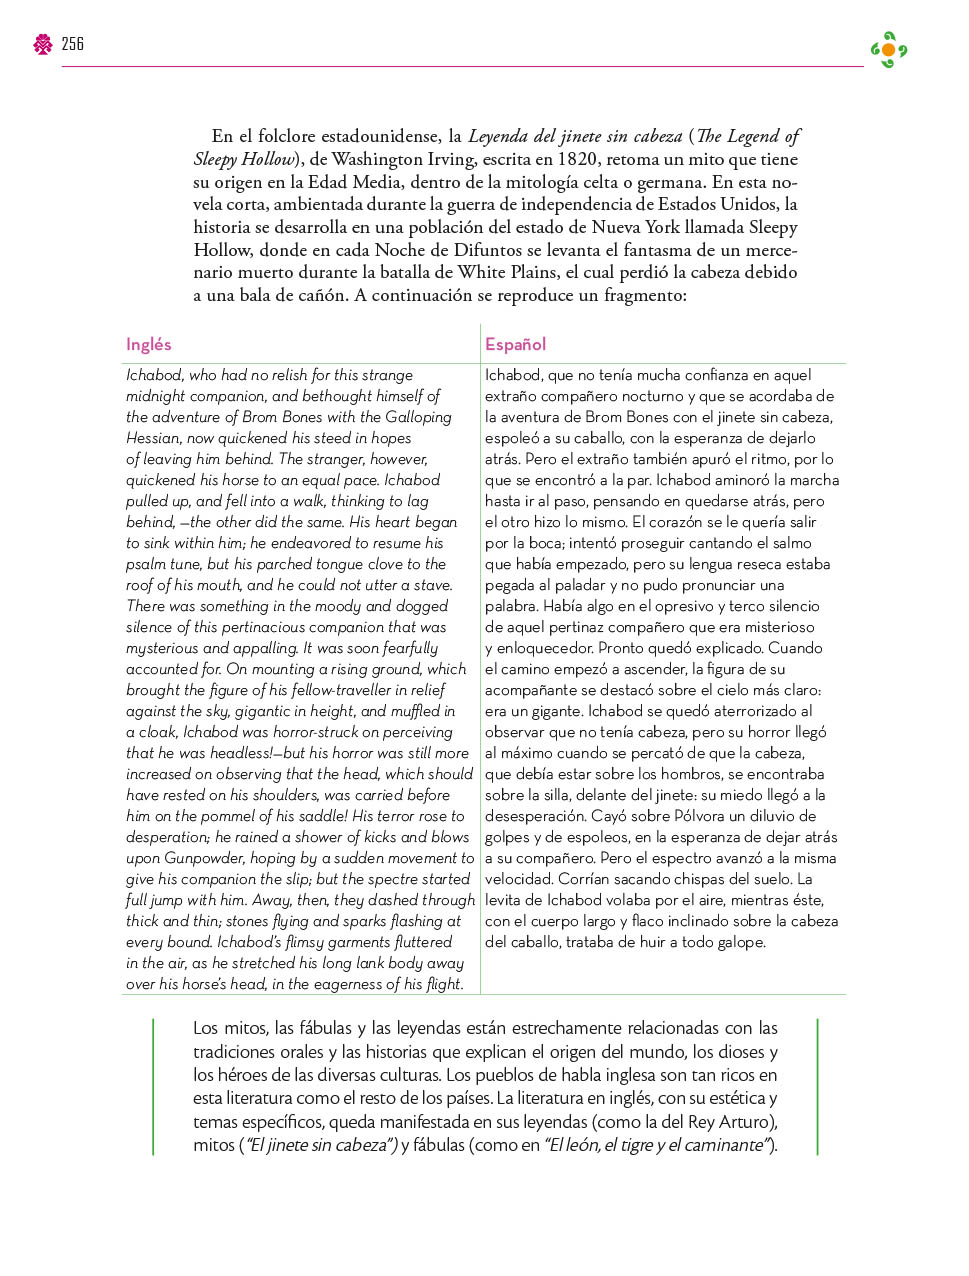 256
En el folclore estadounidense, la Leyenda del jinete sin cabeza (The Legend of
Sleepy Hollow), de Washington Irving, escrita en 1820, retoma un mito que tiene
su origen en la Edad Media, dentro de la mitología celta o germana. En esta no-
vela corta, ambientada durante la guerra de independencia de Estados Unidos, la
historia se desarrolla en una población del estado de Nueva York llamada Sleepy
Hollow, donde en cada Noche de Difuntos se levanta el fantasma de un merce-
nario muerto durante la batalla de White Plains, el cual perdió la cabeza debido
a una bala de cañón. A continuación se reproduce un fragmento:
Inglés
Ichabod, who had no relish for this strange
midnight companion, and bethought himself of
the adventure of Brom Bones with the Galloping
Hessian, now quickened his steed in hopes
of leaving him behind. The stranger, however,
quickened his horse to an equal pace. Ichabod
pulled up, and fell into a walk, thinking to lag
behind, —the other did the same. His heart began
to sink within him; he endeavored to resume his
psalm tune, but his parched tongue clove to the
roof of his mouth, and he could not utter a stave.
There was something in the moody and dogged
silence of this pertinacious companion that was
mysterious and appalling. It was soon fearfully
accounted for. On mounting a rising ground, which
brought the figure of his fellow-traveller in relief
against the sky, gigantic in height, and muffled in
a cloak, Ichabod was horror-struck on perceiving
that he was headless!—but his horror was still more
increased on observing that the head, which should
have rested on his shoulders, was carried before
him on the pommel of his saddle! His terror rose to
desperation; he rained a shower of kicks and blows
upon Gunpowder, hoping by a sudden movement to
give his companion the slip; but the spectre started
full jump with him. Away, then, they dashed through
thick and thin; stones flying and sparks flashing at
every bound. Ichabod’s flimsy garments fluttered
in the air, as he stretched his long lank body away
over his horse’s head, in the eagerness of his flight.
Español
Ichabod, que no tenía mucha confianza en aquel
extraño compañero nocturno y que se acordaba de
la aventura de Brom Bones con el jinete sin cabeza,
espoleó a su caballo, con la esperanza de dejarlo
atrás. Pero el extraño también apuró el ritmo, por lo
que se encontró a la par. Ichabod aminoró la marcha
hasta ir al paso, pensando en quedarse atrás, pero
el otro hizo lo mismo. El corazón se le quería salir
por la boca; intentó proseguir cantando el salmo
que había empezado, pero su lengua reseca estaba
pegada al paladar y no pudo pronunciar una
palabra. Había algo en el opresivo y terco silencio
de aquel pertinaz compañero que era misterioso
y enloquecedor. Pronto quedó explicado. Cuando
el camino empezó a ascender, la figura de su
acompañante se destacó sobre el cielo más claro:
era un gigante. Ichabod se quedó aterrorizado al
observar que no tenía cabeza, pero su horror llegó
al máximo cuando se percató de que la cabeza,
que debía estar sobre los hombros, se encontraba
sobre la silla, delante del jinete: su miedo llegó a la
desesperación. Cayó sobre Pólvora un diluvio de
golpes y de espoleos, en la esperanza de dejar atrás
a su compañero. Pero el espectro avanzó a la misma
velocidad. Corrían sacando chispas del suelo. La
levita de Ichabod volaba por el aire, mientras éste,
con el cuerpo largo y flaco inclinado sobre la cabeza
del caballo, trataba de huir a todo galope.
Los mitos, las fábulas y las leyendas están estrechamente relacionadas con las
tradiciones orales y las historias que explican el origen del mundo, los dioses y
los héroes de las diversas culturas. Los pueblos de habla inglesa son tan ricos en
esta literatura como el resto de los países. La literatura en inglés, con su estética y
temas específicos, queda manifestada en sus leyendas (como la del Rey Arturo),
mitos (“El jinete sin cabeza”) y fábulas (como en “El león, el tigre y el caminante”).